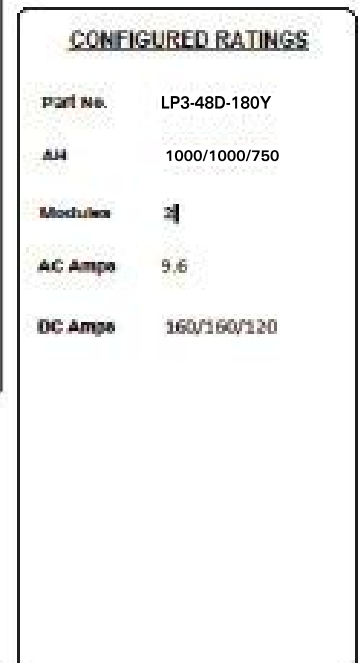 CONFIGURED RATINGS
Part No. LP3-48D-180Y
AH 1000/1000/750
Modules
AC Amps 9.6
DC Amps 160/160/120